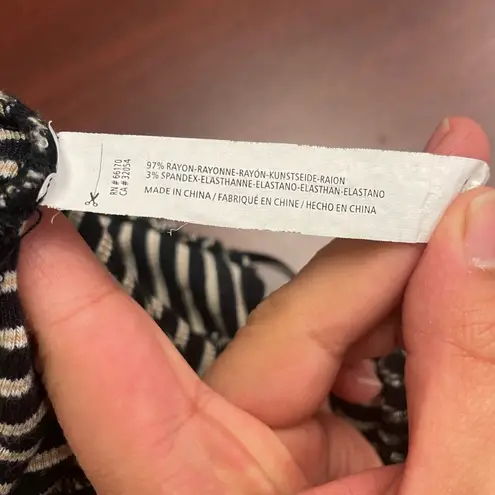 RN # 66170
CA # 32054
97% RAYON-RAYONNE-RAYÓN-KUNSTSEIDE-RAION
3% SPANDEX-ELASTHANNE-ELASTANO-ELASTHAN-ELASTANO
MADE IN CHINA / FABRIQUÉ EN CHINE / HECHO EN CHINA